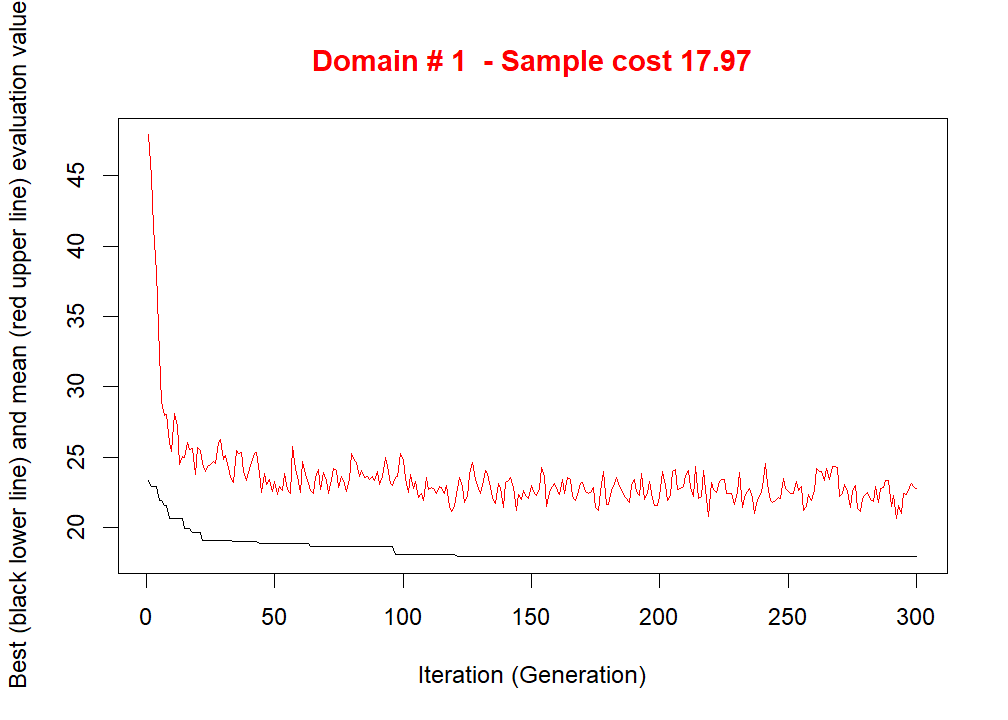 Domain # 1  - Sample cost 17.97
Best (black lower line) and mean (red upper line) evaluation value
45
40
35
30
25
20
0 50 100 150 200 250 300
Iteration (Generation)